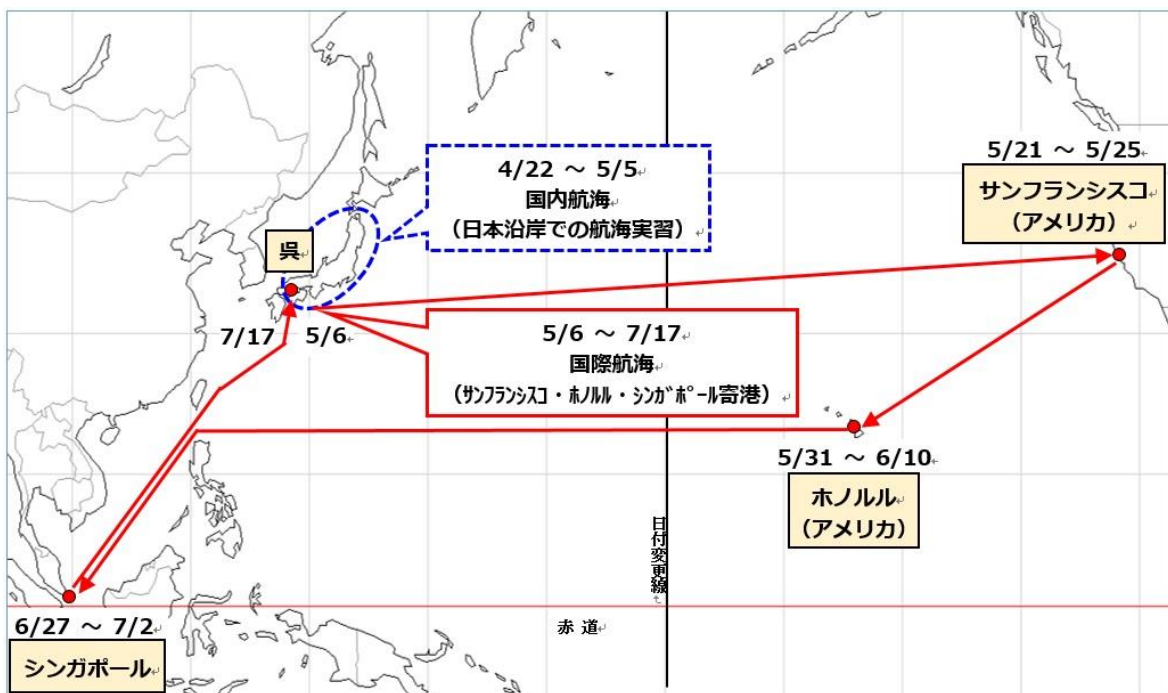 4/22 ～ 5/5
国内航海
（日本沿岸での航海実習）
5/21 ～ 5/25
サンフランシスコ
（アメリカ）
呉
7/17
5/6
5/6 ～ 7/17
国際航海
（ｻﾝﾌﾗﾝｼｽｺ・ﾎﾉﾙﾙ・ｼﾝｶﾞﾎﾟｰﾙ寄港）
5/31 ～ 6/10
ホノルル
（アメリカ）
日付変更線
赤道
6/27 ～ 7/2
シンガポール